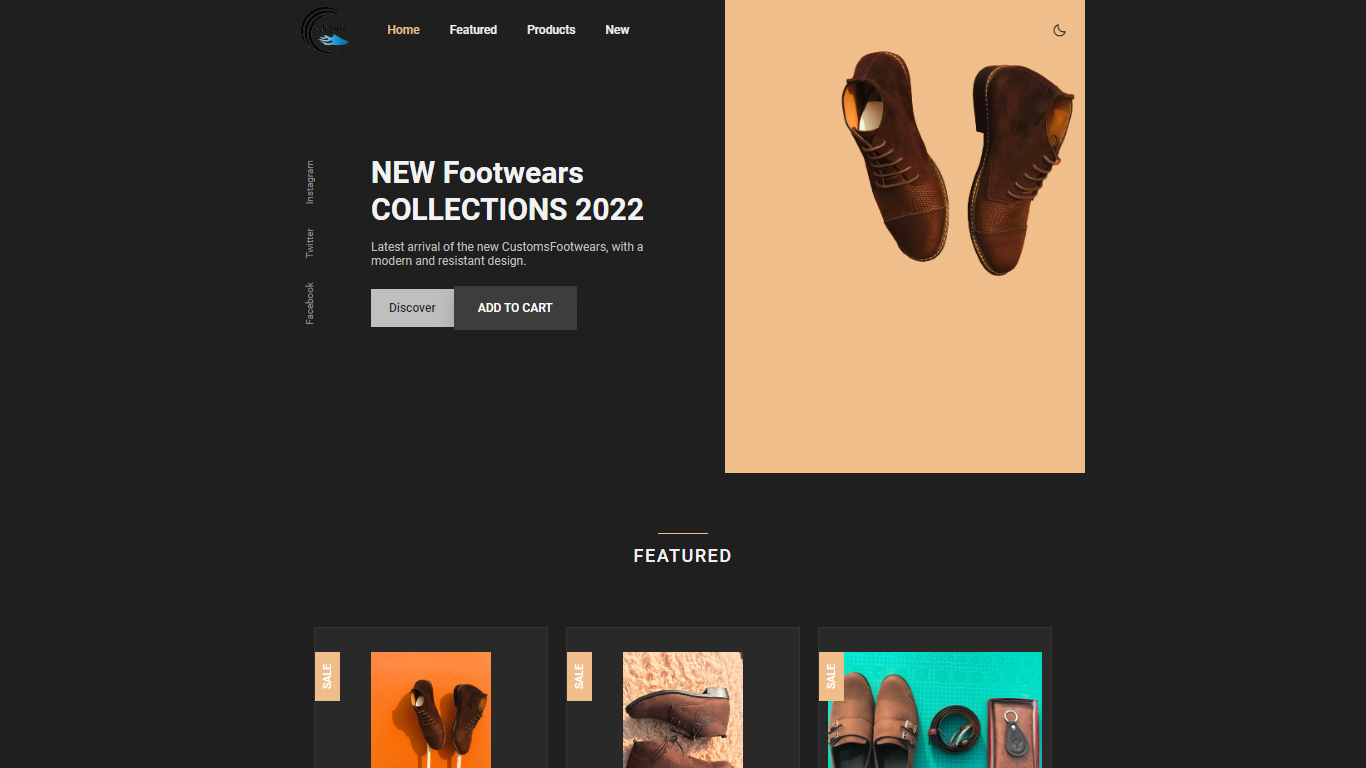 Home Featured Products New
Instagram
Twitter
Facebook
NEW Footwears
COLLECTIONS 2022
Latest arrival of the new CustomsFootwears, with a
modern and resistant design.
Discover ADD TO CART
FEATURED
SALE
SALE
SALE